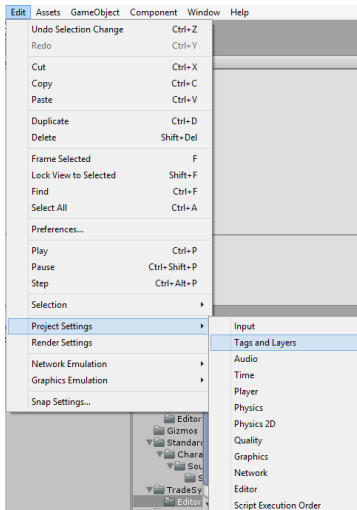 Edit Assets GameObject Component Window Help
Undo Selection Change Ctrl+Z
Redo Ctrl+Y
Cut Ctrl+X
Copy Ctrl+C
Paste Ctrl+V
Duplicate Ctrl+D
Delete Shift+Del
Frame Selected F
Lock View to Selected Shift+F
Find Ctrl+F
Select All Ctrl+A
Preferences...
Play Ctrl+P
Pause Ctrl+Shift+P
Step Ctrl+Alt+P
Selection
Project Settings
Render Settings
Network Emulation
Graphics Emulation
Snap Settings...
Input
Tags and Layers
Audio
Time
Player
Physics
Physics 2D
Quality
Graphics
Network
Editor
Script Execution Order
Editor
Gizmos
Standar
Chara
Sou
S
TradeSy
Editor